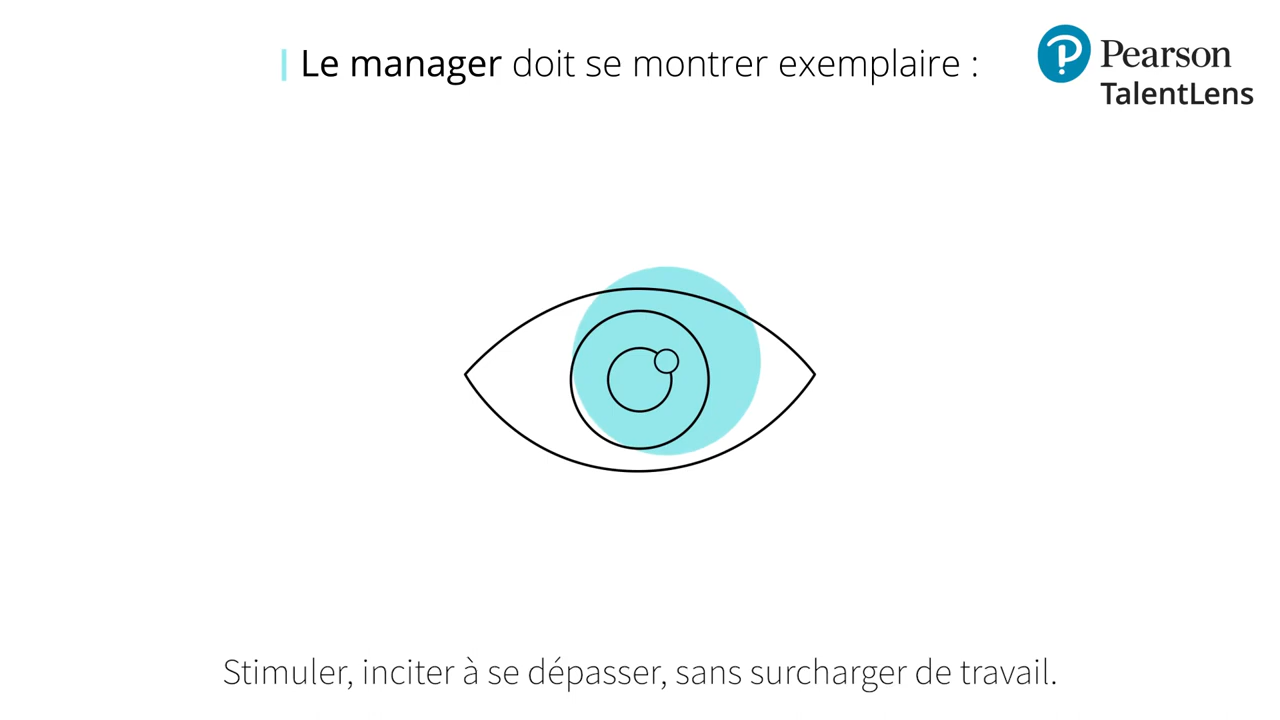 Le manager doit se montrer exemplaire :
Pearson
TalentLens
Stimuler, inciter à se dépasser, sans surcharger de travail.